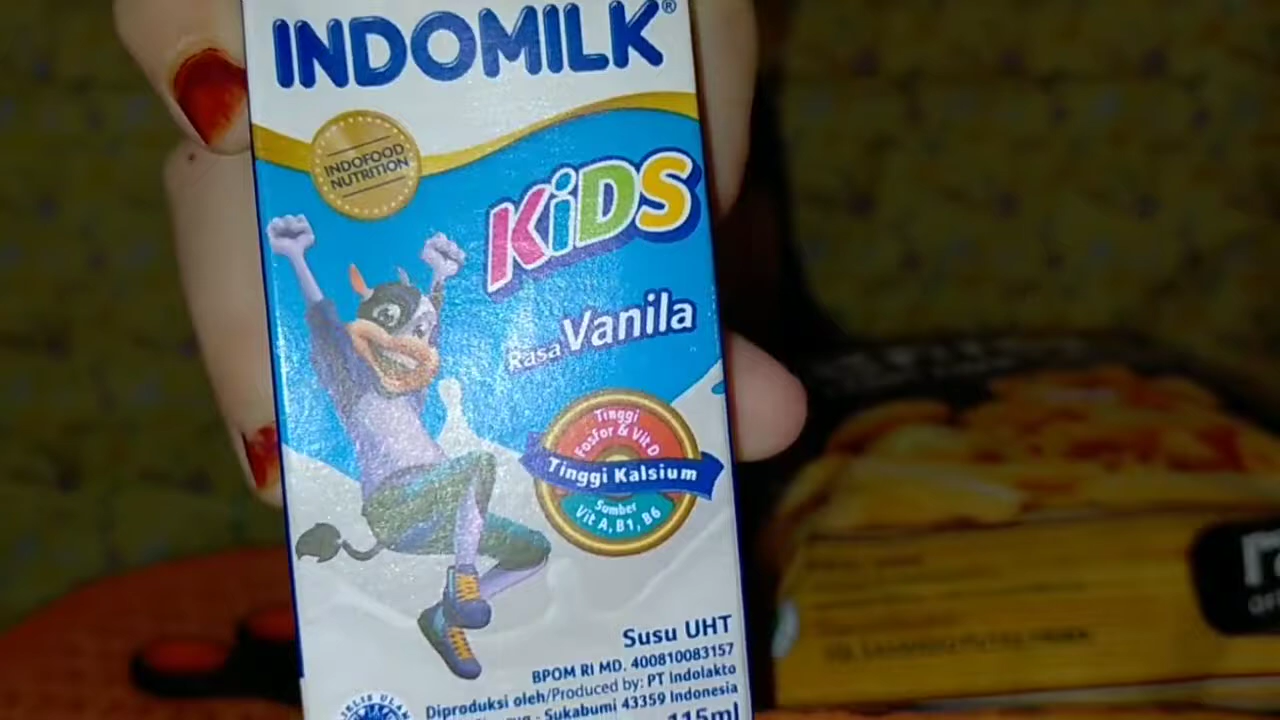 INDOMILK®
INDOFOOD
NUTRITION
KiDS
Rasa Vanila
Tinggi
Fosfor & Vit D
Tinggi Kalsium
Sumber
Vit A, B1, B6
Susu UHT
BPOM RI MD. 400810083157
Diproduksi oleh/Produced by: PT Indolakto
- Sukabumi 43359 Indonesia
115ml